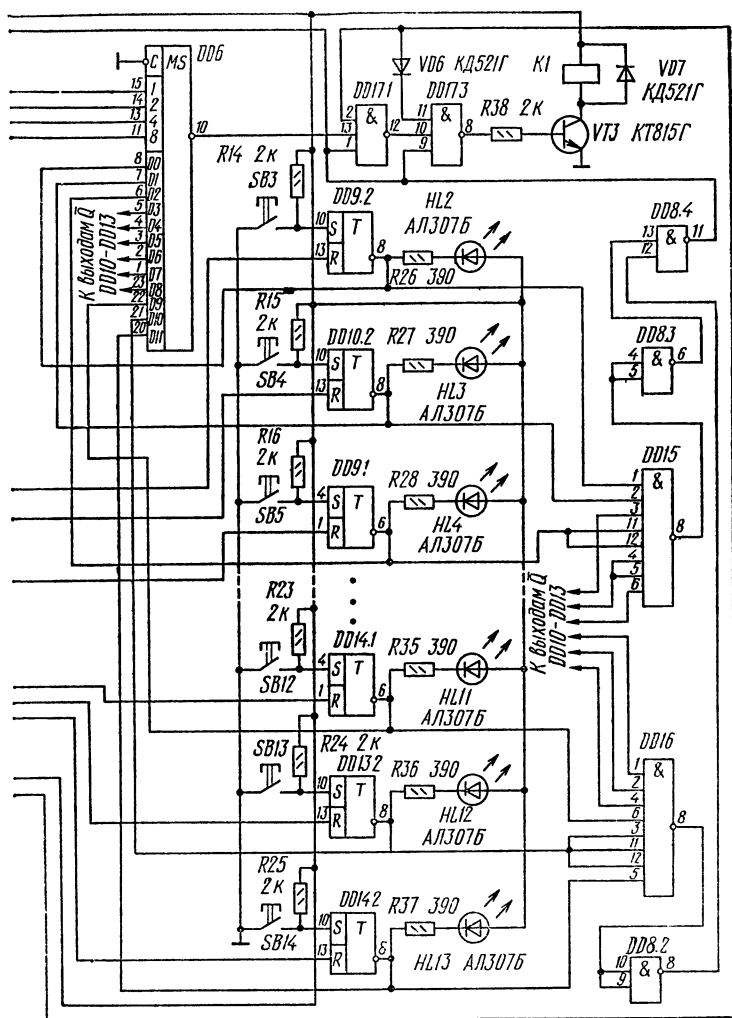 DD6
C MS
15 1
14 2
13 4
11 8
10
8 D0
7 D1
6 D2
5 D3
4 D4
3 D5
2 D6
1 D7
23 D8
22 D9
21 D10
20 D11
К выходам Q̅
DD10-DD13
VD6 КД521Г
DD17.1
2
13
1
&
12
DD17.3
11
10
9
&
8
R38 2к
K1
VD7
КД521Г
VT3 КТ815Г
R14 2к
SB3
DD9.2
10 S T
13 R
8
HL2
АЛ307Б
R26 390
DD8.4
13
12
&
11
R15
2к
SB4
DD10.2
10 S T
13 R
8
R27 390
HL3
АЛ307Б
DD8.3
4
5
&
6
R16
2к
SB5
DD9.1
4 S T
1 R
6
R28 390
HL4
АЛ307Б
DD15
&
1
2
3
11
12
4
5
6
8
К выходам Q̅
DD10-DD13
R23
2к
SB12
DD14.1
4 S T
1 R
6
R35 390
HL11
АЛ307Б
SB13
R24 2к
DD13.2
10 S T
13 R
8
R36 390
HL12
АЛ307Б
DD16
&
1
2
4
6
3
11
12
5
8
R25
2к
SB14
DD14.2
10 S T
13 R
8
R37 390
HL13 АЛ307Б
DD8.2
10
9
&
8